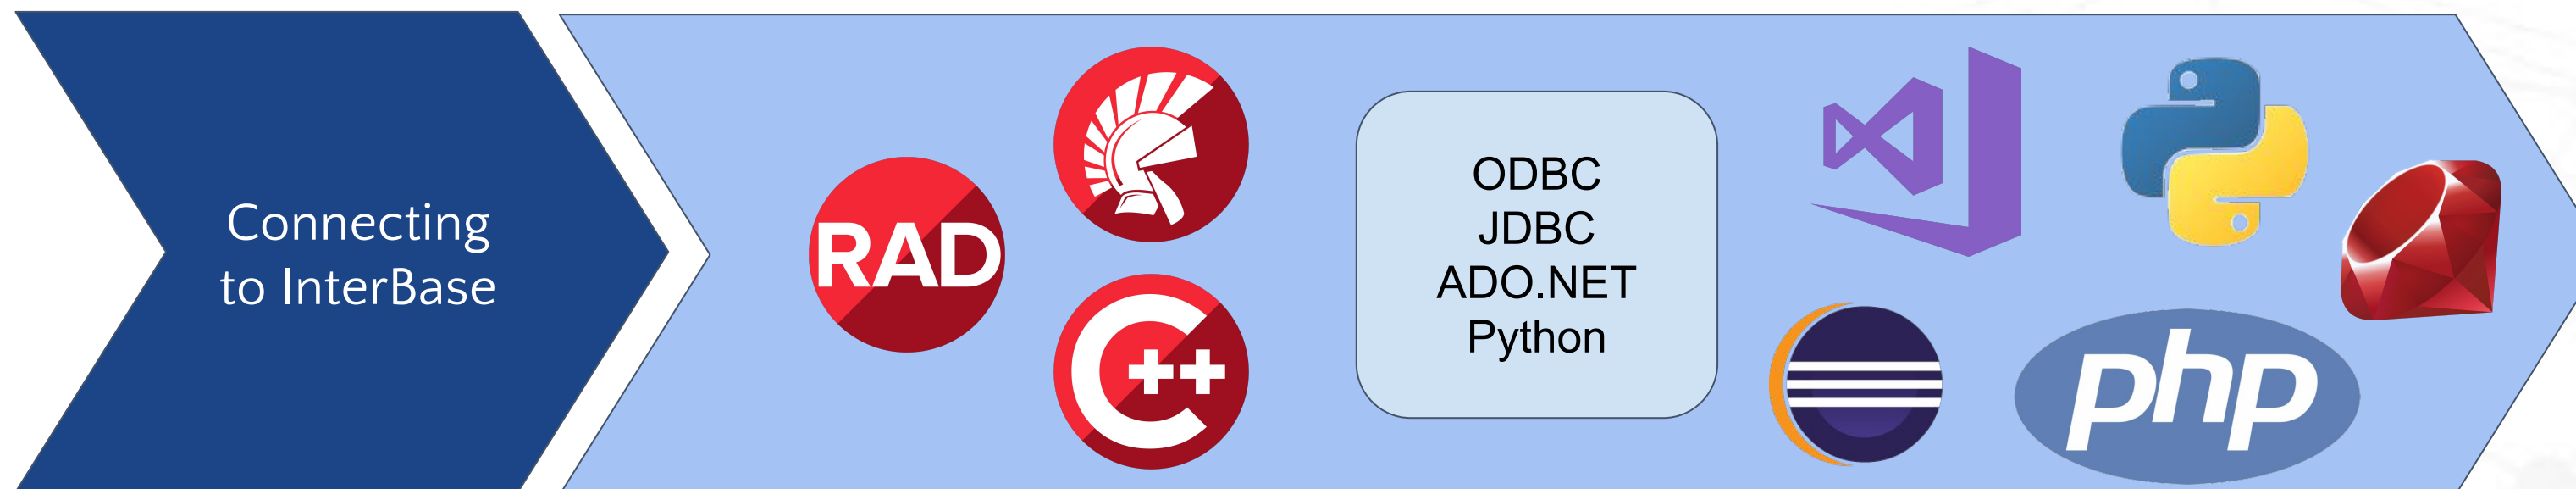 Connecting
to InterBase
RAD
C++
ODBC
JDBC
ADO.NET
Python
php